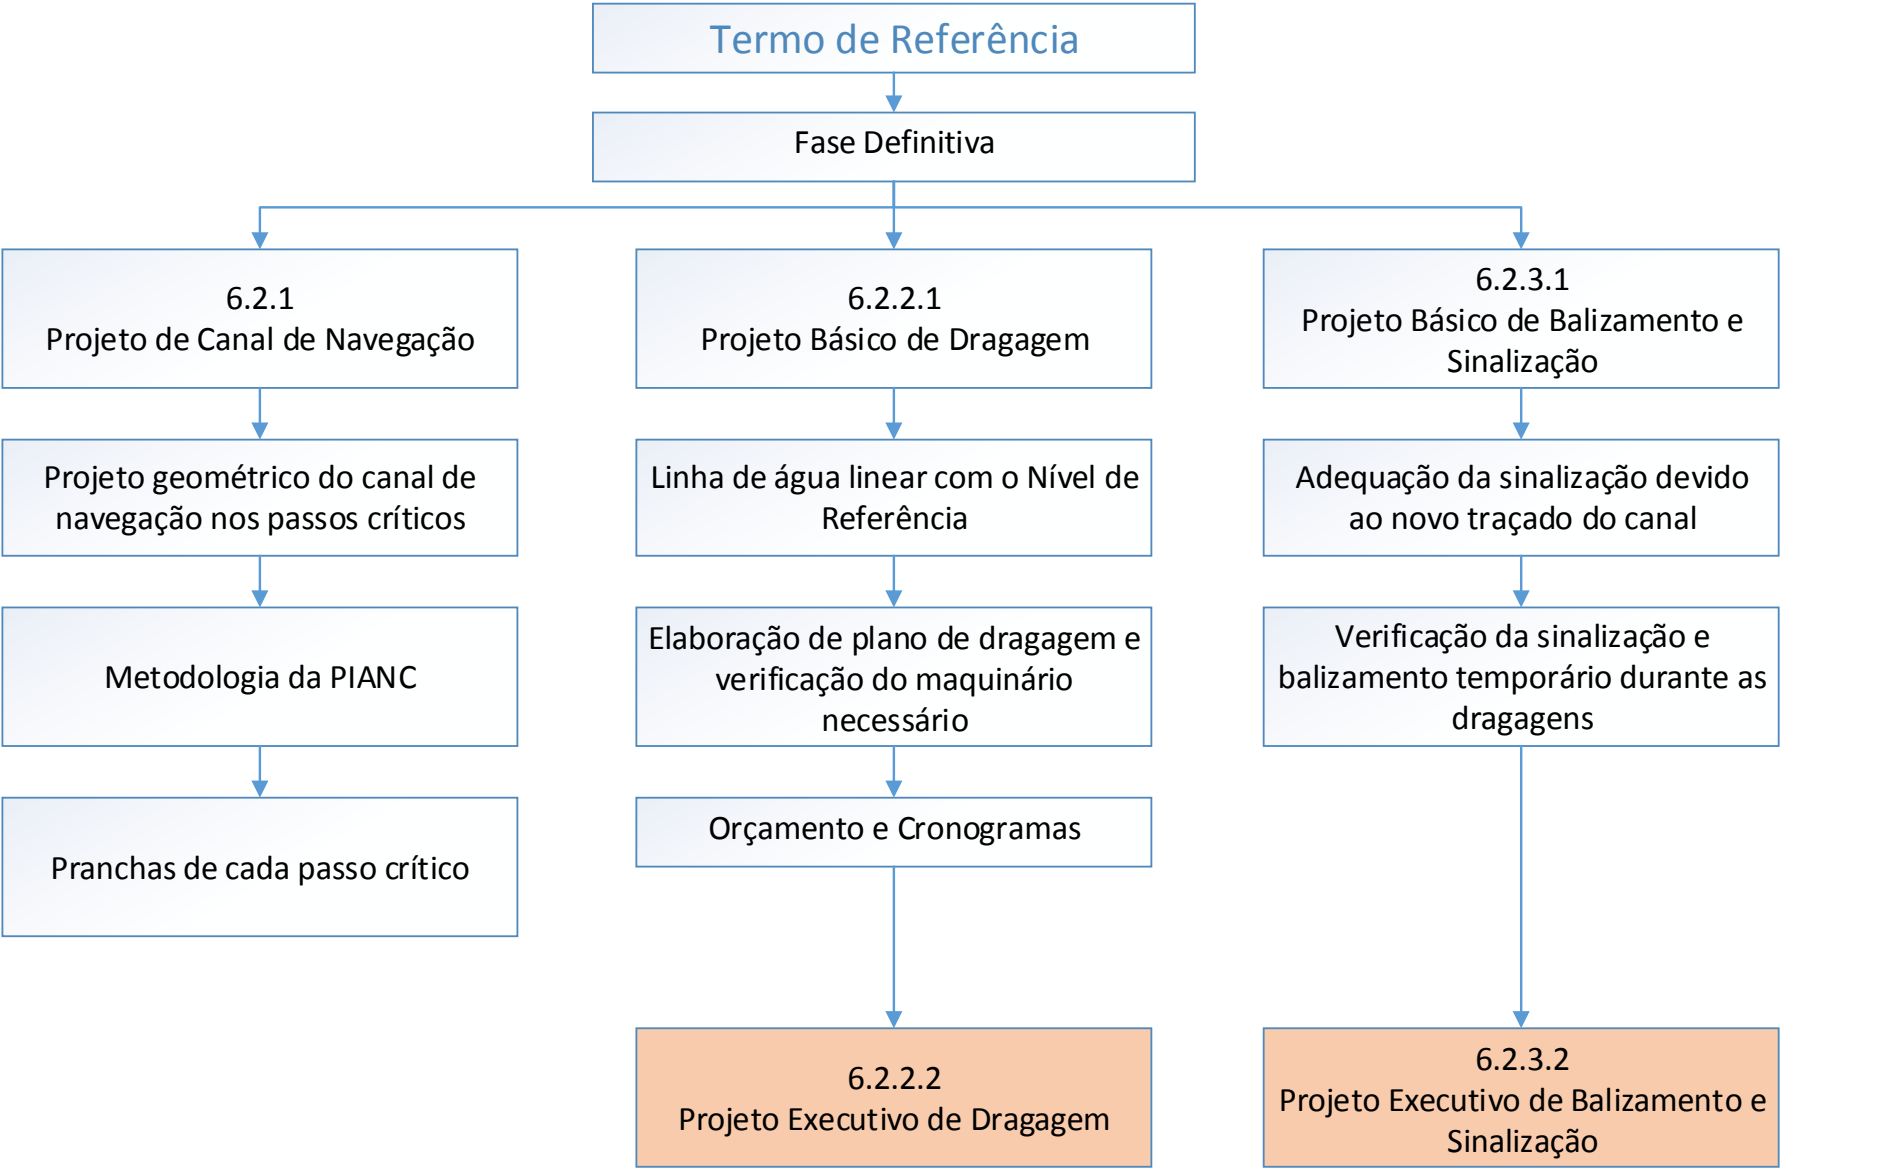 Termo de Referência
Fase Definitiva
6.2.1
Projeto de Canal de Navegação
Projeto geométrico do canal de
navegação nos passos críticos
Metodologia da PIANC
Pranchas de cada passo crítico
6.2.2.1
Projeto Básico de Dragagem
Linha de água linear com o Nível de
Referência
Elaboração de plano de dragagem e
verificação do maquinário
necessário
Orçamento e Cronogramas
6.2.2.2
Projeto Executivo de Dragagem
6.2.3.1
Projeto Básico de Balizamento e
Sinalização
Adequação da sinalização devido
ao novo traçado do canal
Verificação da sinalização e
balizamento temporário durante as
dragagens
6.2.3.2
Projeto Executivo de Balizamento e
Sinalização